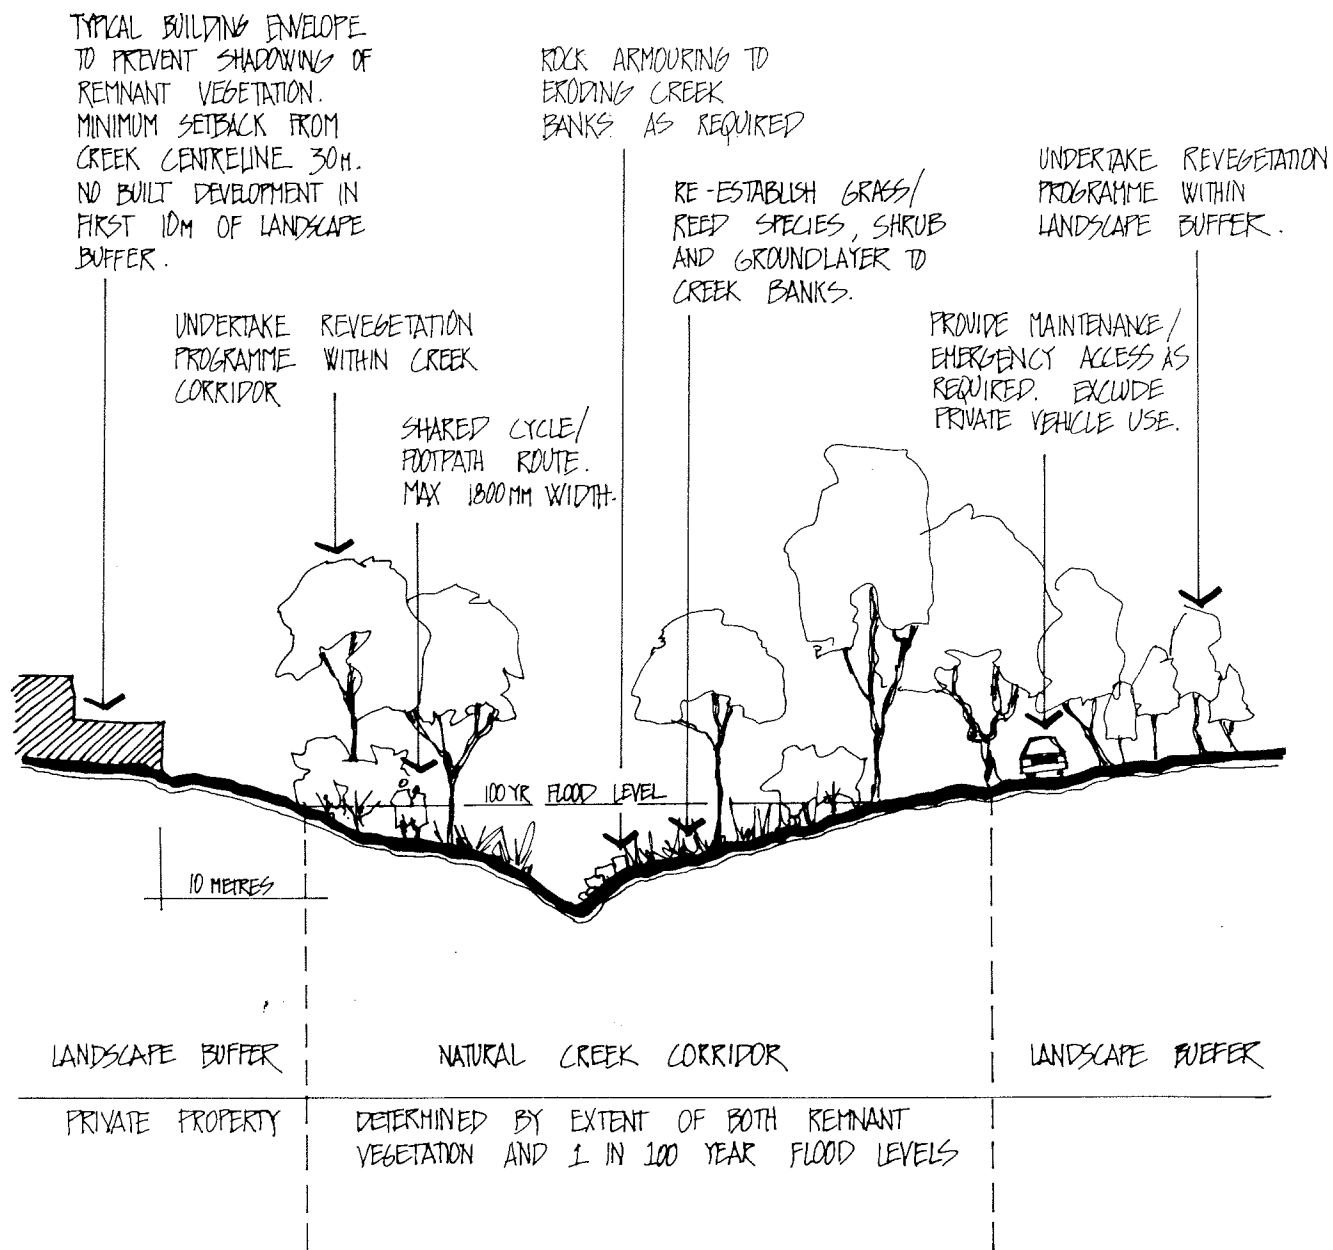 TYPICAL BUILDING ENVELOPE
TO PREVENT SHADOWING OF
REMNANT VEGETATION.
MINIMUM SETBACK FROM
CREEK CENTRELINE 30M.
NO BUILT DEVELOPMENT IN
FIRST 10M OF LANDSCAPE
BUFFER.
ROCK ARMOURING TO
ERODING CREEK
BANKS AS REQUIRED
UNDERTAKE REVEGETATION
PROGRAMME WITHIN
LANDSCAPE BUFFER.
RE-ESTABLISH GRASS/
REED SPECIES, SHRUB
AND GROUNDLAYER TO
CREEK BANKS.
UNDERTAKE REVEGETATION
PROGRAMME WITHIN CREEK
CORRIDOR
PROVIDE MAINTENANCE/
EMERGENCY ACCESS AS
REQUIRED. EXCLUDE
PRIVATE VEHICLE USE.
SHARED CYCLE/
FOOTPATH ROUTE.
MAX 1800MM WIDTH.
100 YR FLOOD LEVEL
10 METRES
LANDSCAPE BUFFER
NATURAL CREEK CORRIDOR
LANDSCAPE BUFFER
PRIVATE PROPERTY
DETERMINED BY EXTENT OF BOTH REMNANT
VEGETATION AND 1 IN 100 YEAR FLOOD LEVELS